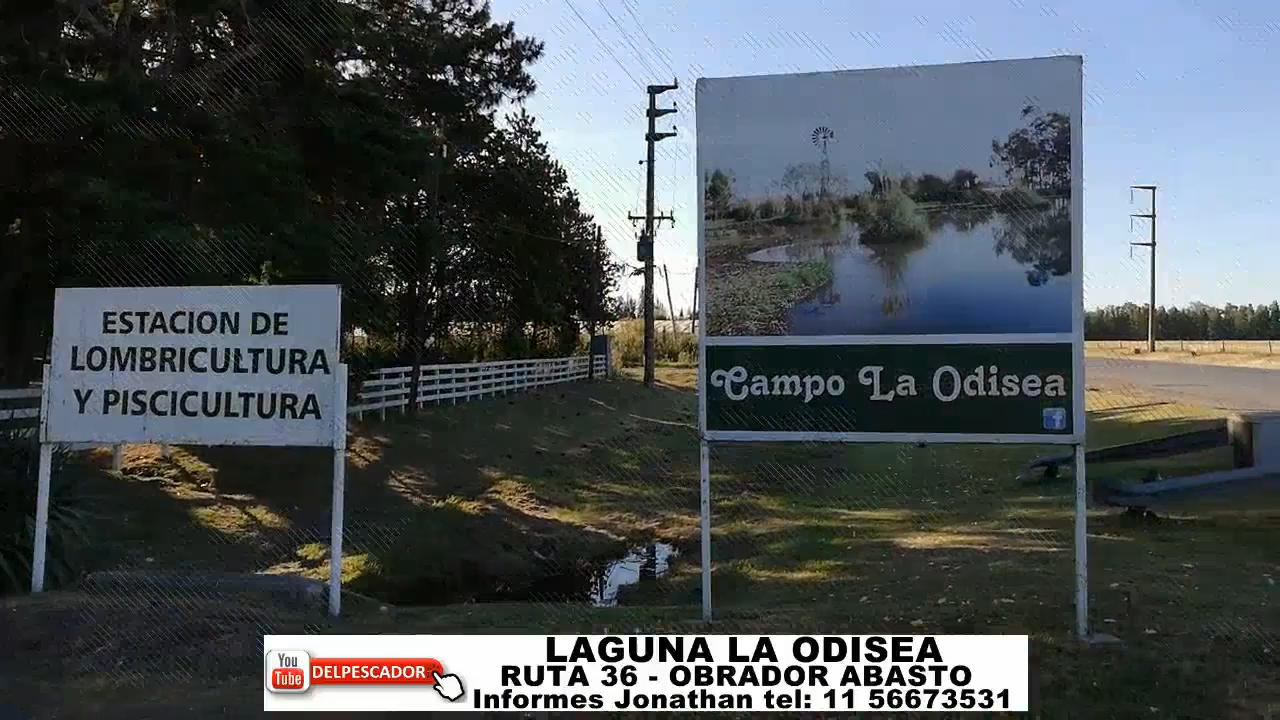 ESTACION DE
LOMBRICULTURA
Y PISCICULTURA
Campo La Odisea
f
You
Tube
DELPESCADOR
LAGUNA LA ODISEA
RUTA 36 - OBRADOR ABASTO
Informes Jonathan tel: 11 56673531